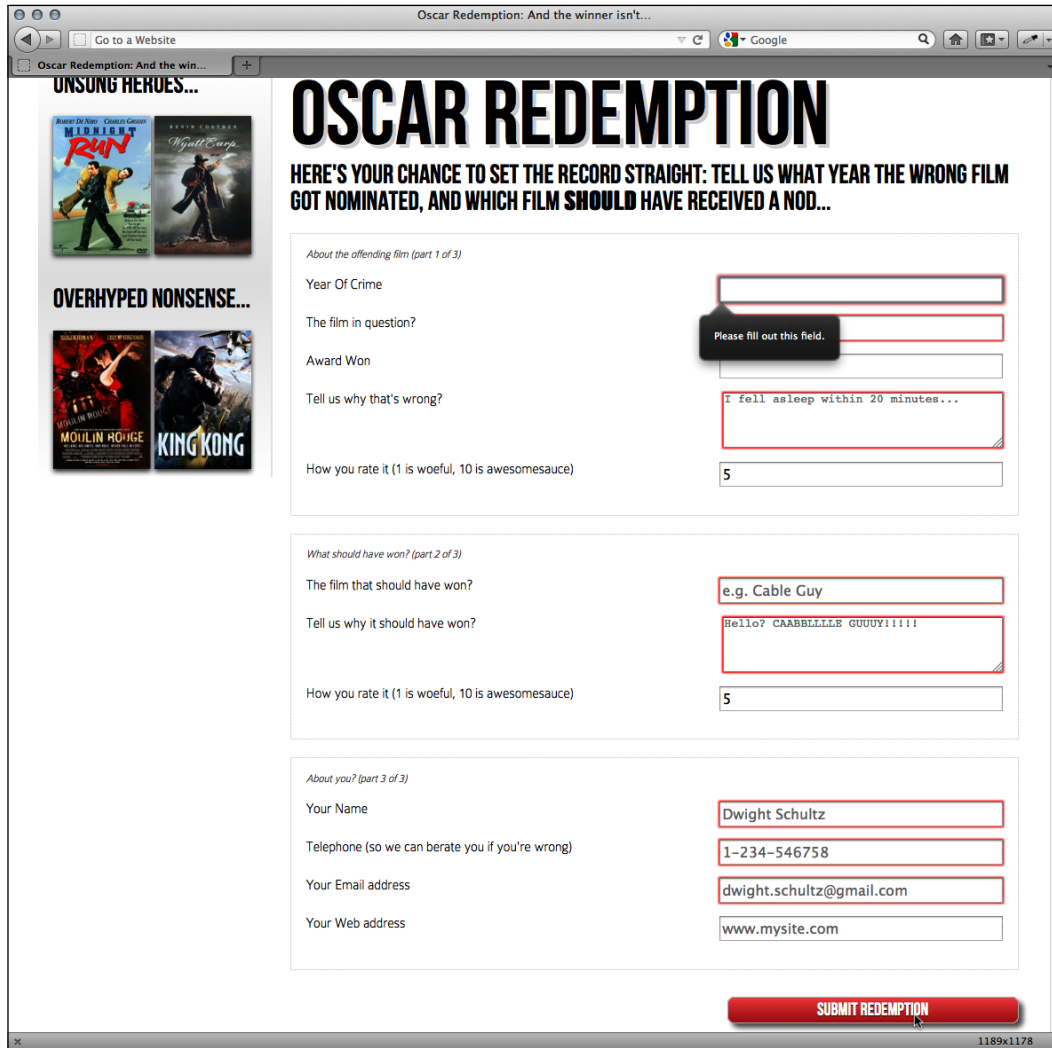 Oscar Redemption: And the winner isn't...
Go to a Website
Google
Oscar Redemption: And the win...
UNSUNG HEROES...
ROBERT DE NIRO CHARLES GRODIN
MIDNIGHT
RUN
KEVIN COSTNER
Wyatt Earp
OVERHYPED NONSENSE...
MOULIN ROUGE
MOULIN ROUGE
KING KONG
OSCAR REDEMPTION
HERE'S YOUR CHANCE TO SET THE RECORD STRAIGHT: TELL US WHAT YEAR THE WRONG FILM
GOT NOMINATED, AND WHICH FILM SHOULD HAVE RECEIVED A NOD...
About the offending film (part 1 of 3)
Year Of Crime
The film in question?
Please fill out this field.
Award Won
Tell us why that's wrong?
I fell asleep within 20 minutes...
How you rate it (1 is woeful, 10 is awesomesauce)
5
What should have won? (part 2 of 3)
The film that should have won?
e.g. Cable Guy
Tell us why it should have won?
Hello? CAABBLLLLE GUUUY!!!!!
How you rate it (1 is woeful, 10 is awesomesauce)
5
About you? (part 3 of 3)
Your Name
Dwight Schultz
Telephone (so we can berate you if you're wrong)
1-234-546758
Your Email address
dwight.schultz@gmail.com
Your Web address
www.mysite.com
SUBMIT REDEMPTION
1189x1178